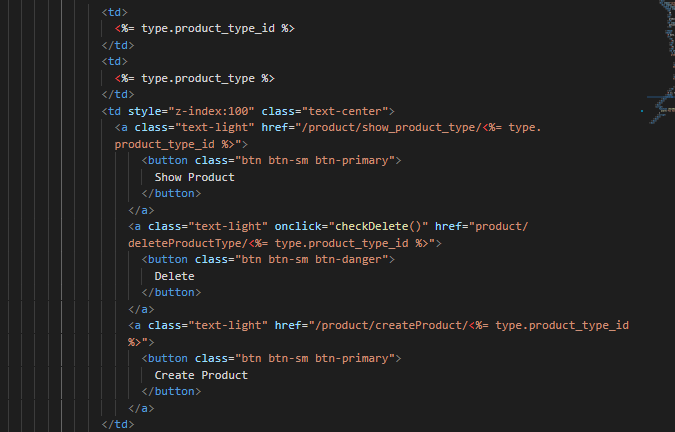 <td>
<%= type.product_type_id %>
</td>
<td>
<%= type.product_type %>
</td>
<td style="z-index:100" class="text-center">
<a class="text-light" href="/product/show_product_type/<%= type.
product_type_id %>">
<button class="btn btn-sm btn-primary">
Show Product
</button>
</a>
<a class="text-light" onclick="checkDelete()" href="product/
deleteProductType/<%= type.product_type_id %>">
<button class="btn btn-sm btn-danger">
Delete
</button>
</a>
<a class="text-light" href="/product/createProduct/<%= type.product_type_id
%>">
<button class="btn btn-sm btn-primary">
Create Product
</button>
</a>
</td>